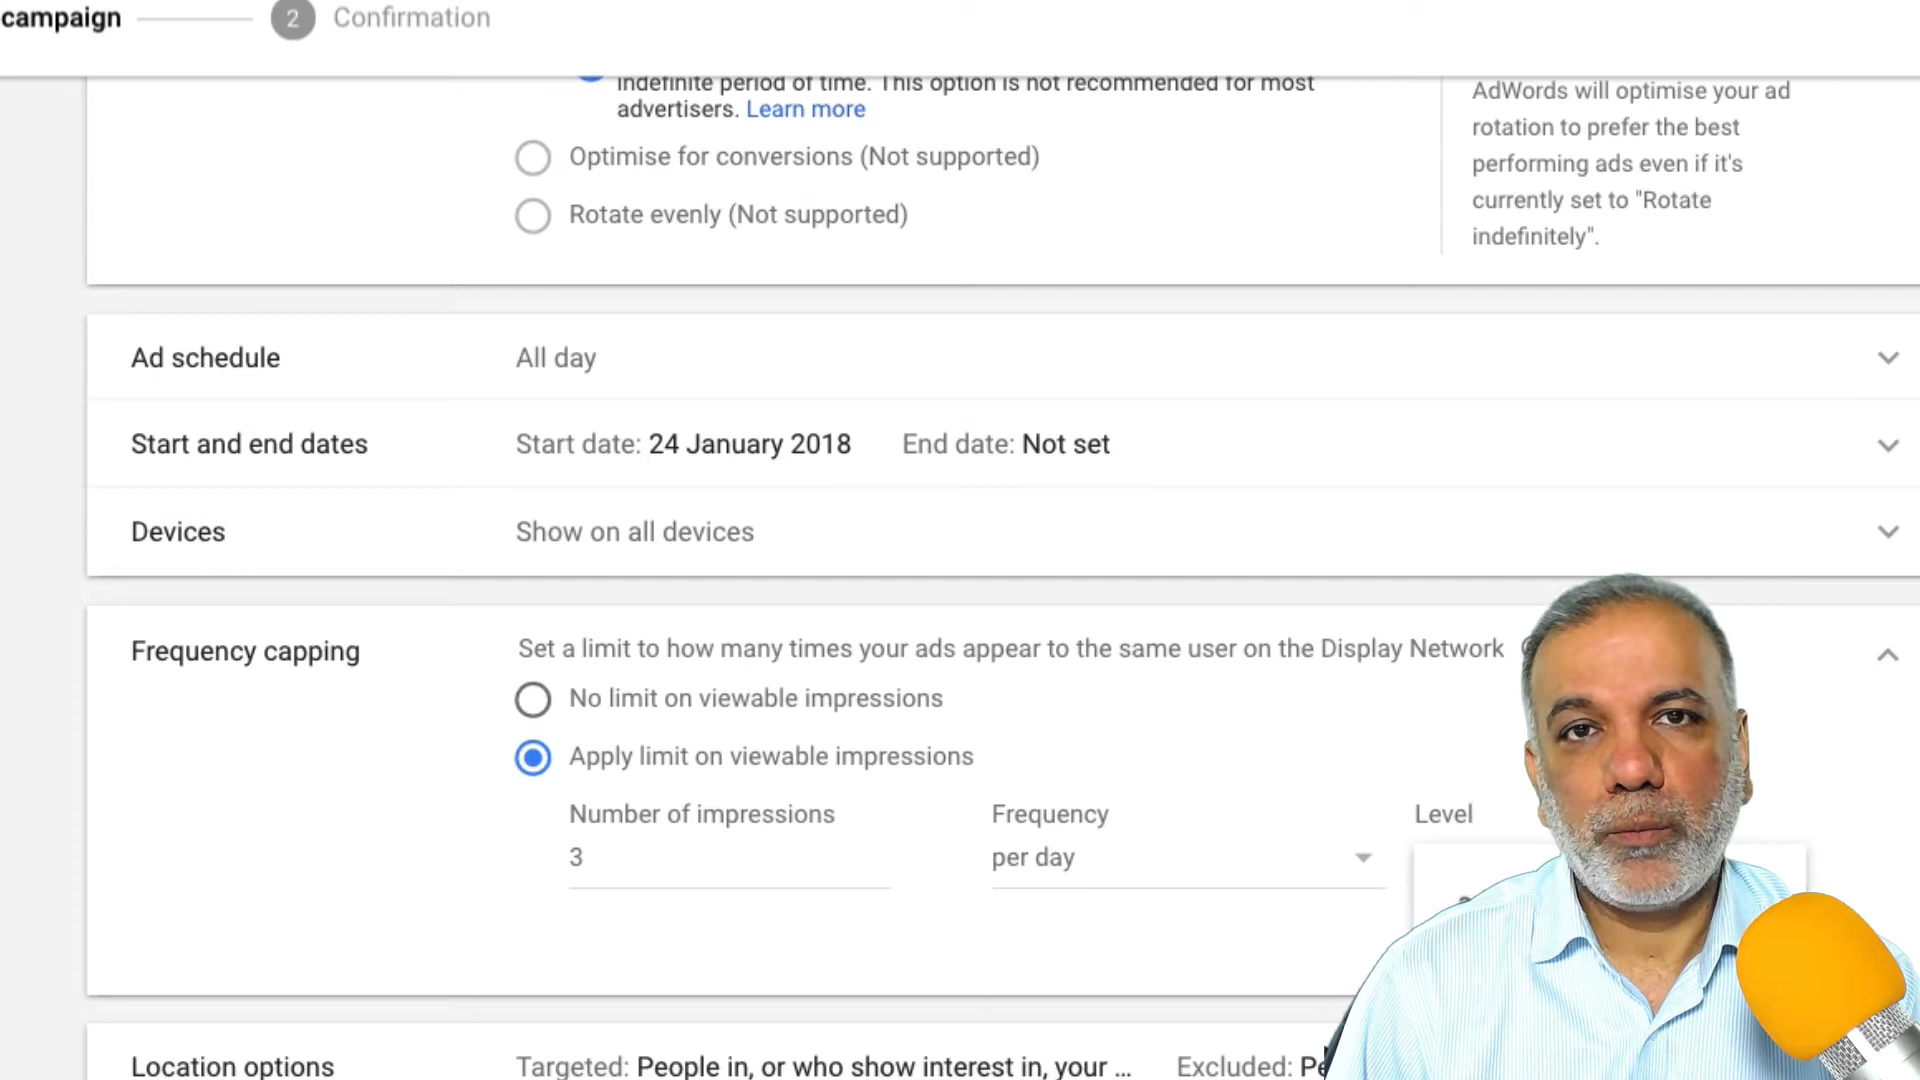 campaign
2
Confirmation
indefinite period of time. This option is not recommended for most
advertisers. Learn more
Optimise for conversions (Not supported)
Rotate evenly (Not supported)
AdWords will optimise your ad
rotation to prefer the best
performing ads even if it's
currently set to "Rotate
indefinitely".
Ad schedule
All day
Start and end dates
Start date: 24 January 2018
End date: Not set
Devices
Show on all devices
Frequency capping
Set a limit to how many times your ads appear to the same user on the Display Network
No limit on viewable impressions
Apply limit on viewable impressions
Number of impressions
Frequency
Level
3
per day
Location options
Targeted: People in, or who show interest in, your ...
Excluded: